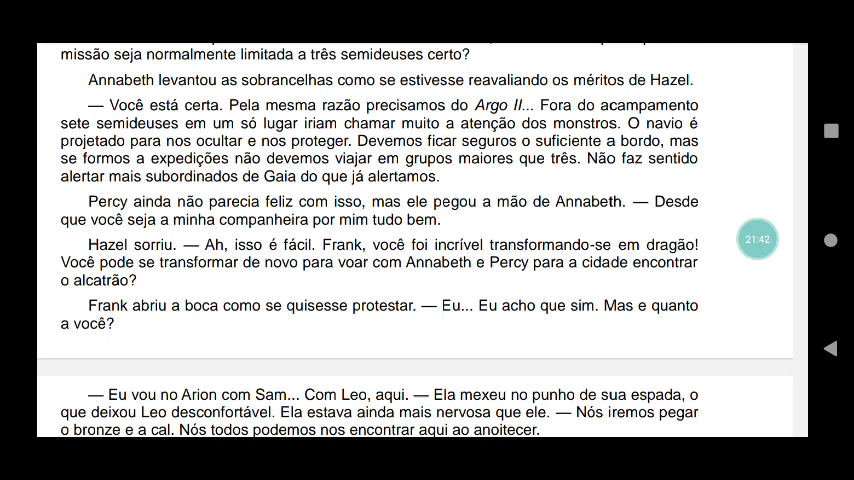 missão seja normalmente limitada a três semideuses certo?
Annabeth levantou as sobrancelhas como se estivesse reavaliando os méritos de Hazel.
— Você está certa. Pela mesma razão precisamos do Argo II... Fora do acampamento
sete semideuses em um só lugar iriam chamar muito a atenção dos monstros. O navio é
projetado para nos ocultar e nos proteger. Devemos ficar seguros o suficiente a bordo, mas
se formos a expedições não devemos viajar em grupos maiores que três. Não faz sentido
alertar mais subordinados de Gaia do que já alertamos.
Percy ainda não parecia feliz com isso, mas ele pegou a mão de Annabeth. — Desde
que você seja a minha companheira por mim tudo bem.
Hazel sorriu. — Ah, isso é fácil. Frank, você foi incrível transformando-se em dragão!
Você pode se transformar de novo para voar com Annabeth e Percy para a cidade encontrar
o alcatrão?
Frank abriu a boca como se quisesse protestar. — Eu... Eu acho que sim. Mas e quanto
a você?
— Eu vou no Arion com Sam... Com Leo, aqui. — Ela mexeu no punho de sua espada, o
que deixou Leo desconfortável. Ela estava ainda mais nervosa que ele. — Nós iremos pegar
o bronze e a cal. Nós todos podemos nos encontrar aqui ao anoitecer.
21:42